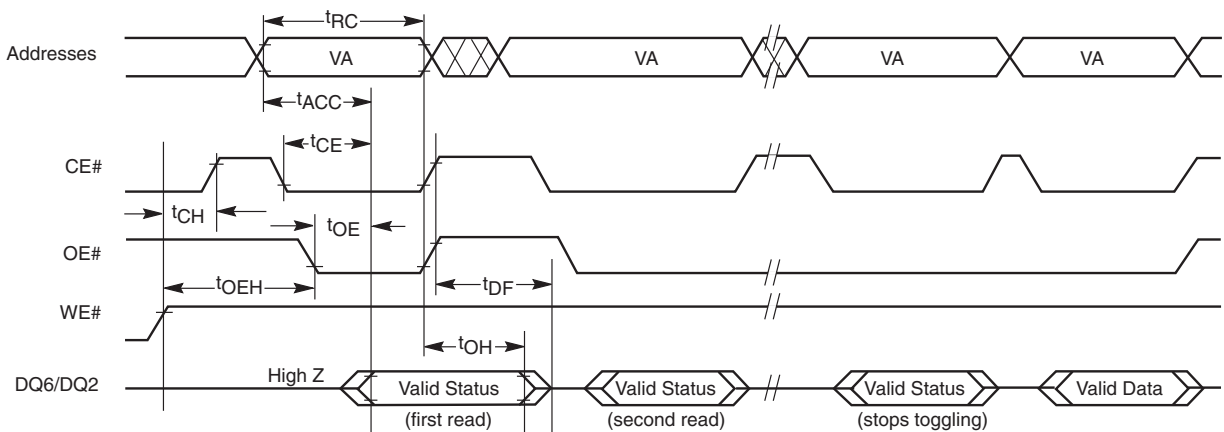 tRC
Addresses VA VA VA VA
tACC
tCE
CE#
tCH tOE
OE#
tOEH tDF
WE#
tOH
DQ6/DQ2 High Z Valid Status Valid Status Valid Status Valid Data
(first read) (second read) (stops toggling)